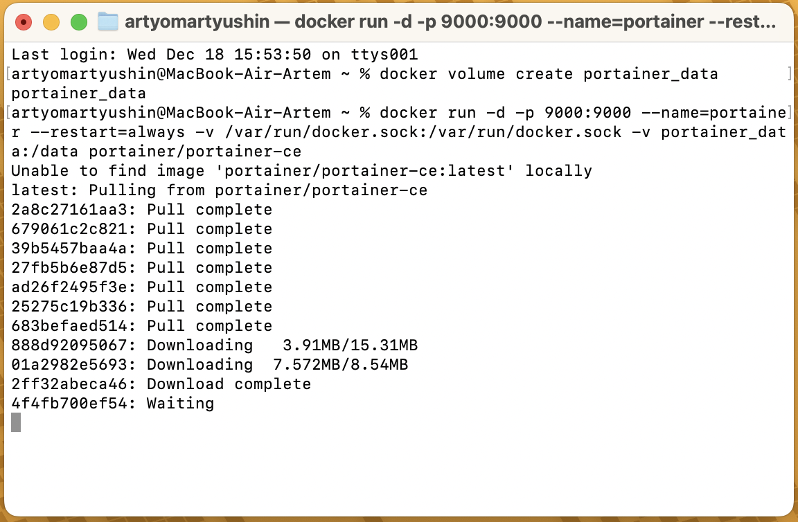 artyomartyushin — docker run -d -p 9000:9000 --name=portainer --rest...
Last login: Wed Dec 18 15:53:50 on ttys001
[artyomartyushin@MacBook-Air-Artem ~ % docker volume create portainer_data ]
portainer_data
[artyomartyushin@MacBook-Air-Artem ~ % docker run -d -p 9000:9000 --name=portaine]
r --restart=always -v /var/run/docker.sock:/var/run/docker.sock -v portainer_dat
a:/data portainer/portainer-ce
Unable to find image 'portainer/portainer-ce:latest' locally
latest: Pulling from portainer/portainer-ce
2a8c27161aa3: Pull complete
679061c2c821: Pull complete
39b5457baa4a: Pull complete
27fb5b6e87d5: Pull complete
ad26f2495f3e: Pull complete
25275c19b336: Pull complete
683befaed514: Pull complete
888d92095067: Downloading   3.91MB/15.31MB
01a2982e5693: Downloading  7.572MB/8.54MB
2ff32abeca46: Download complete
4f4fb700ef54: Waiting